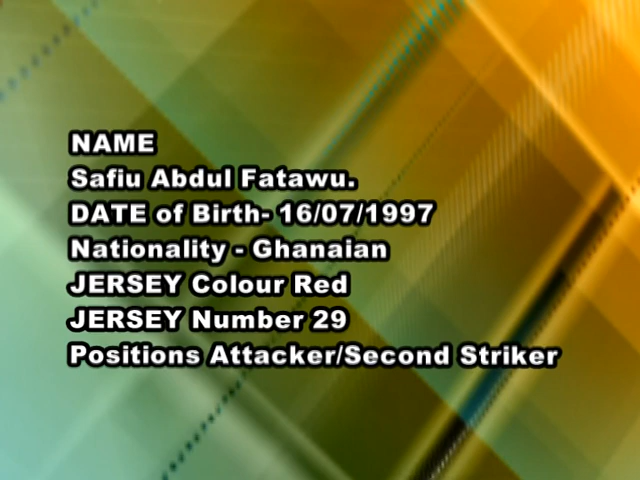 NAME
Safiu Abdul Fatawu.
DATE of Birth- 16/07/1997
Nationality - Ghanaian
JERSEY Colour Red
JERSEY Number 29
Positions Attacker/Second Striker